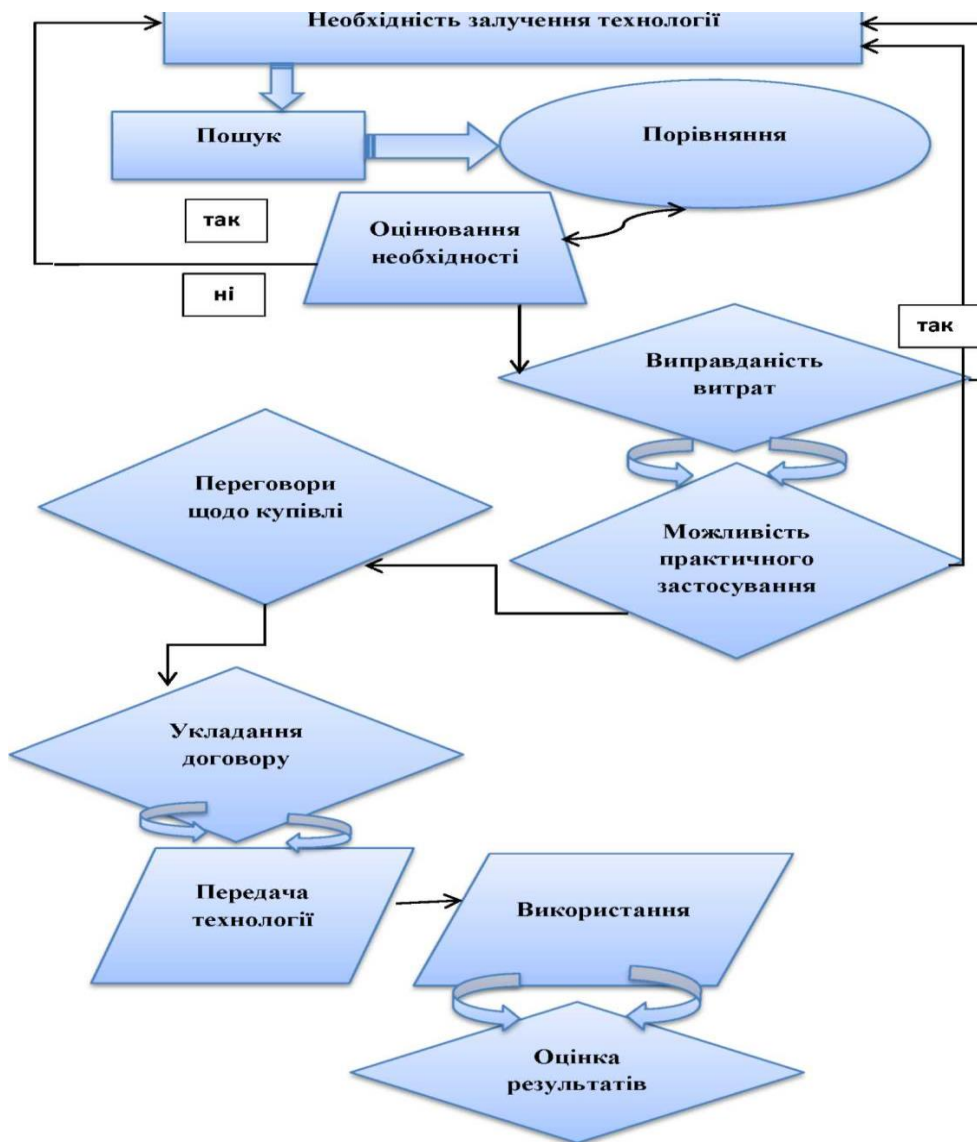 Необхідність залучення технології
Пошук
Порівняння
так
Оцінювання
необхідності
ні
так
Виправданість
витрат
Переговори
щодо купівлі
Можливість
практичного
застосування
Укладання
договору
Передача
технології
Використання
Оцінка
результатів